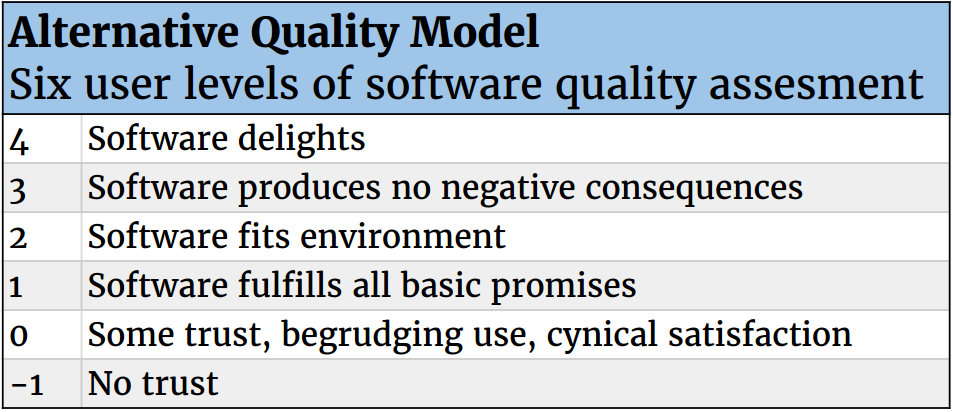 Alternative Quality Model
Six user levels of software quality assesment
4 Software delights
3 Software produces no negative consequences
2 Software fits environment
1 Software fulfills all basic promises
0 Some trust, begrudging use, cynical satisfaction
-1 No trust